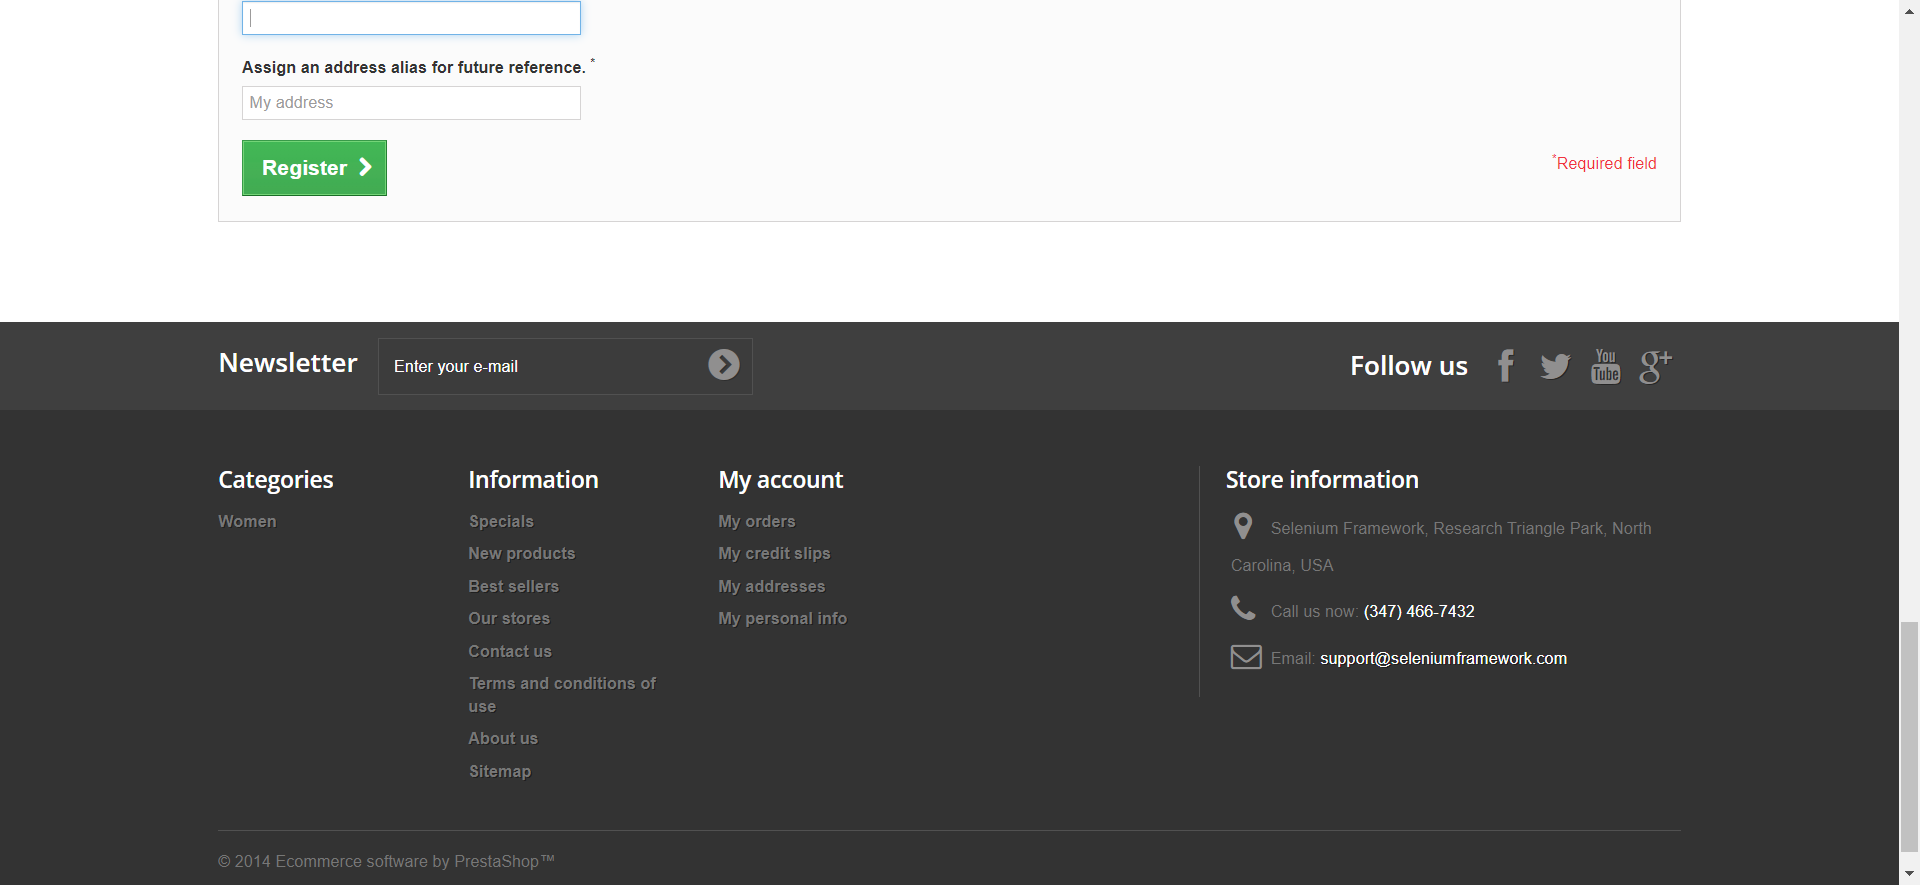 Assign an address alias for future reference. *
My address
Register
*Required field
Newsletter
Enter your e-mail
Follow us
You
Tube
g+
Categories
Women
Information
Specials
New products
Best sellers
Our stores
Contact us
Terms and conditions of
use
About us
Sitemap
My account
My orders
My credit slips
My addresses
My personal info
Store information
Selenium Framework, Research Triangle Park, North
Carolina, USA
Call us now: (347) 466-7432
Email: support@seleniumframework.com
© 2014 Ecommerce software by PrestaShop™